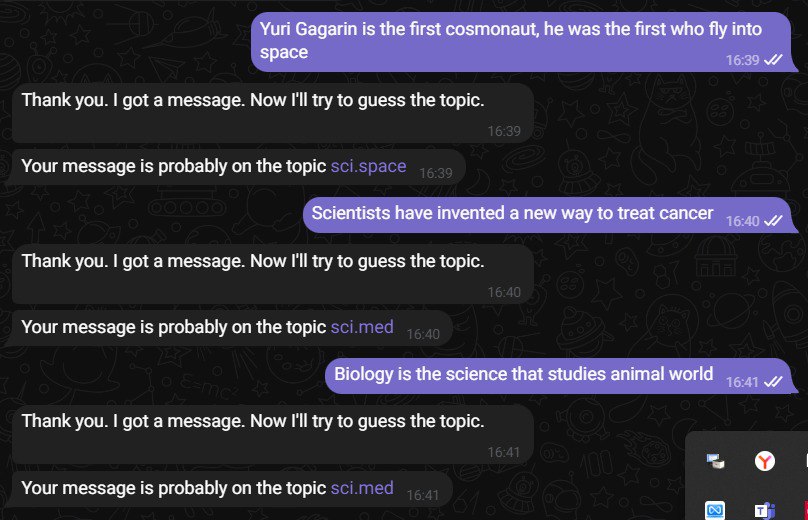 Yuri Gagarin is the first cosmonaut, he was the first who fly into
space
16:39
Thank you. I got a message. Now I'll try to guess the topic.
16:39
Your message is probably on the topic sci.space 16:39
Scientists have invented a new way to treat cancer 16:40
Thank you. I got a message. Now I'll try to guess the topic.
16:40
Your message is probably on the topic sci.med 16:40
Biology is the science that studies animal world 16:41
Thank you. I got a message. Now I'll try to guess the topic.
16:41
Your message is probably on the topic sci.med 16:41